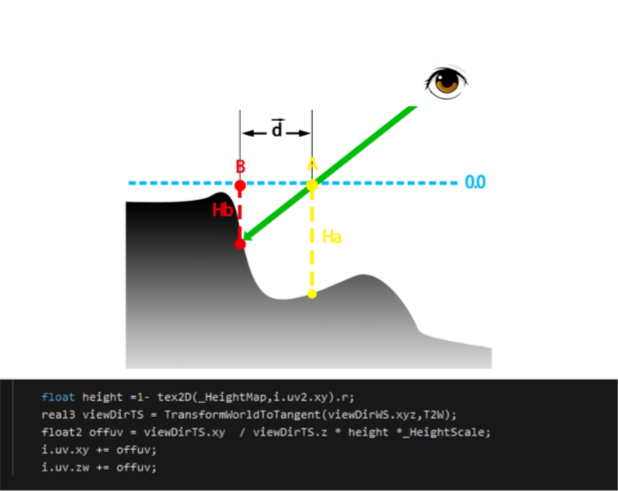 d
B
A
0.0
Hb
Ha
float height =1- tex2D(_HeightMap,i.uv2.xy).r;
real3 viewDirTS = TransformWorldToTangent(viewDirWS.xyz,T2W);
float2 offuv = viewDirTS.xy / viewDirTS.z * height *_HeightScale;
i.uv.xy += offuv;
i.uv.zw += offuv;